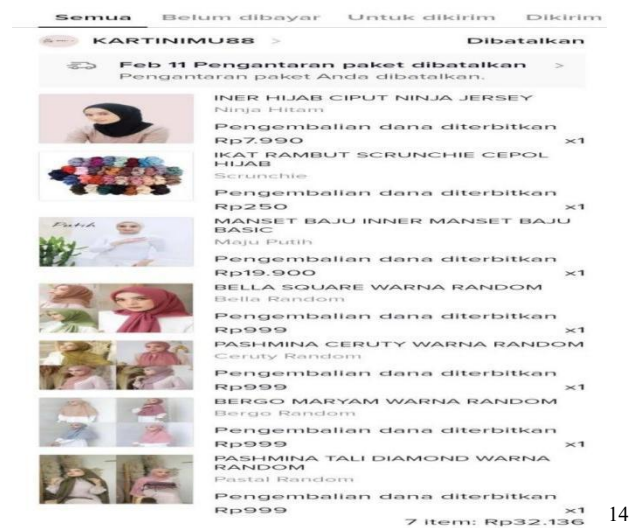 Semua Belum dibayar Untuk dikirim Dikirim
KARTINIMU88 > Dibatalkan
Feb 11 Pengantaran paket dibatalkan >
Pengantaran paket Anda dibatalkan.
INER HIJAB CIPUT NINJA JERSEY
Ninja Hitam
Pengembalian dana diterbitkan
Rp7.990 x1
IKAT RAMBUT SCRUNCHIE CEPOL
HIJAB
Scrunchie
Pengembalian dana diterbitkan
Rp250 x1
Putih
MANSET BAJU INNER MANSET BAJU
BASIC
Maju Putih
Pengembalian dana diterbitkan
Rp19.900 x1
BELLA SQUARE WARNA RANDOM
Bella Random
Pengembalian dana diterbitkan
Rp999 x1
PASHMINA CERUTY WARNA RANDOM
Ceruty Random
Pengembalian dana diterbitkan
Rp999 x1
BERGO MARYAM WARNA RANDOM
Bergo Random
Pengembalian dana diterbitkan
Rp999 x1
PASHMINA TALI DIAMOND WARNA
RANDOM
Pastal Random
Pengembalian dana diterbitkan
Rp999 x1
7 item: Rp32.136
14